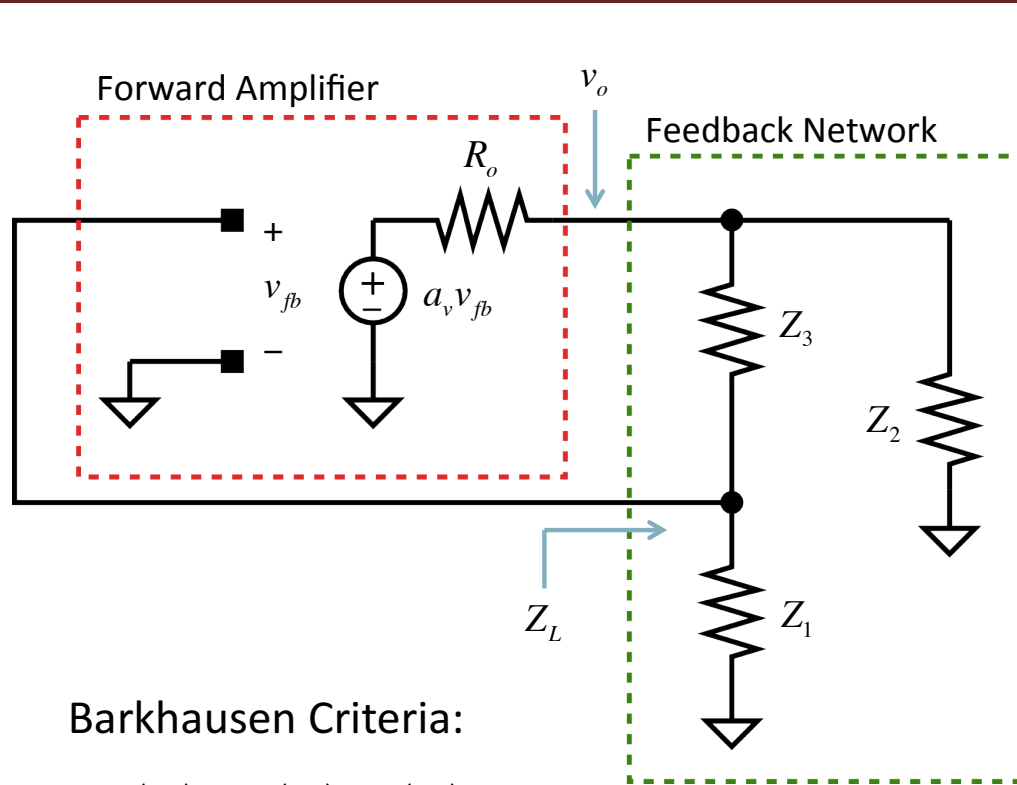 Forward Amplifier
v_o
Feedback Network
R_o
+
v_fb
−
+
−
a_v v_fb
Z_3
Z_2
Z_L
Z_1
Barkhausen Criteria: